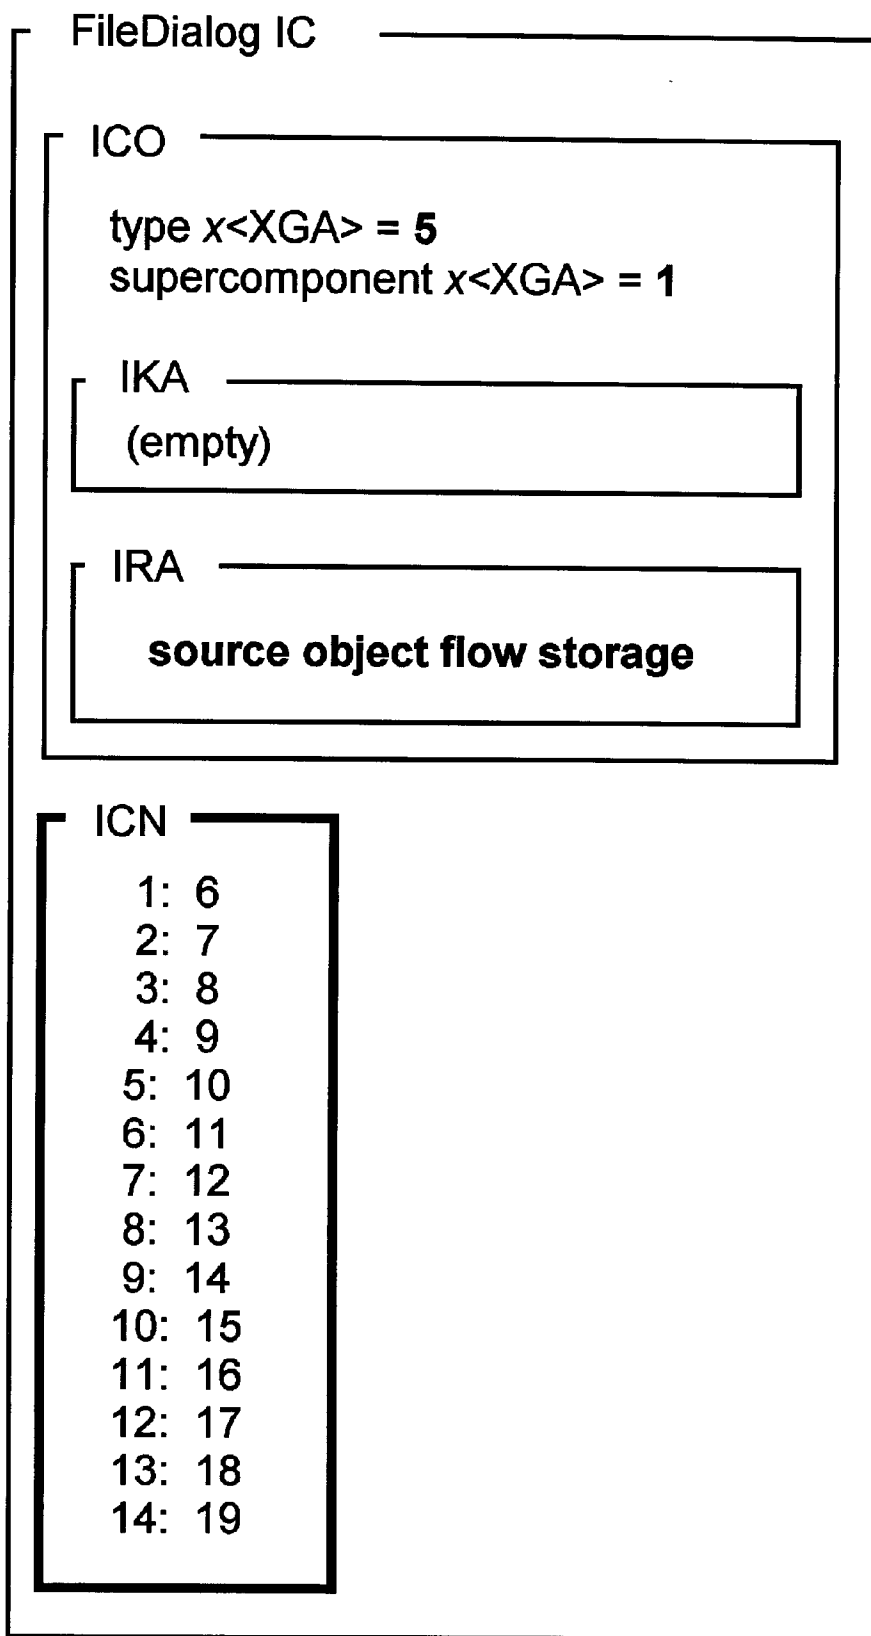 FileDialog IC
ICO
type x<XGA> = 5
supercomponent x<XGA> = 1
IKA
(empty)
IRA
source object flow storage
ICN
1: 6
2: 7
3: 8
4: 9
5: 10
6: 11
7: 12
8: 13
9: 14
10: 15
11: 16
12: 17
13: 18
14: 19